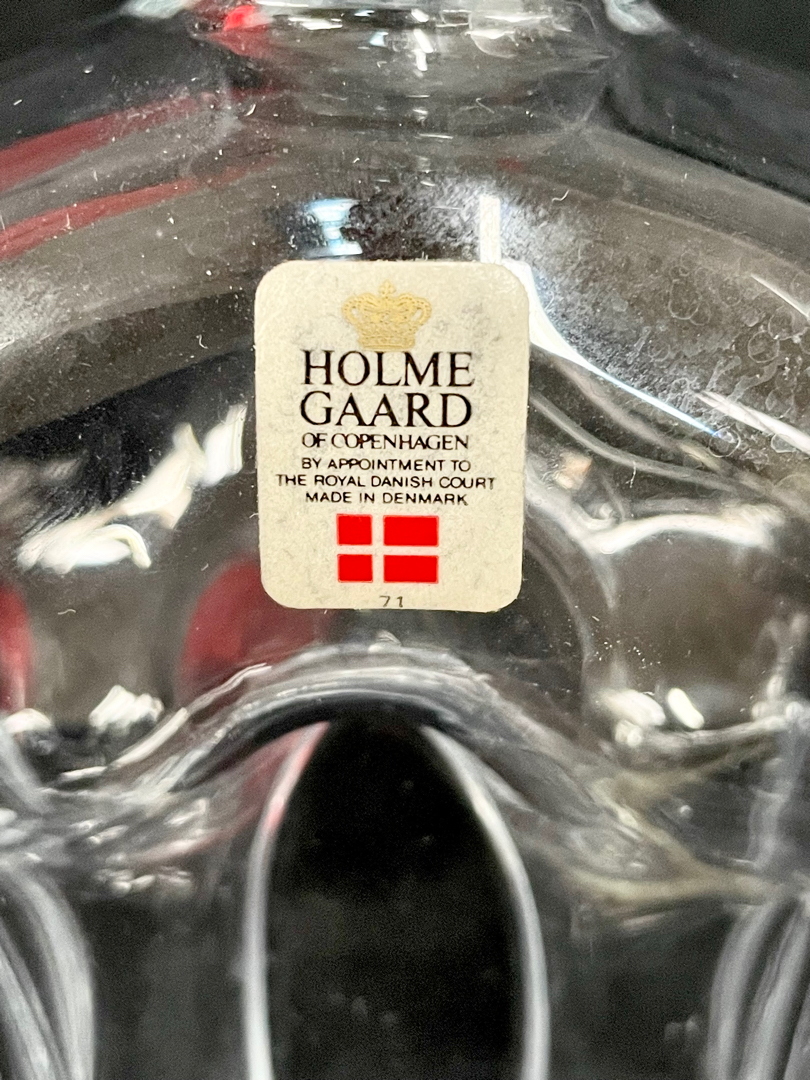 HOLME
GAARD
OF COPENHAGEN
BY APPOINTMENT TO
THE ROYAL DANISH COURT
MADE IN DENMARK
71